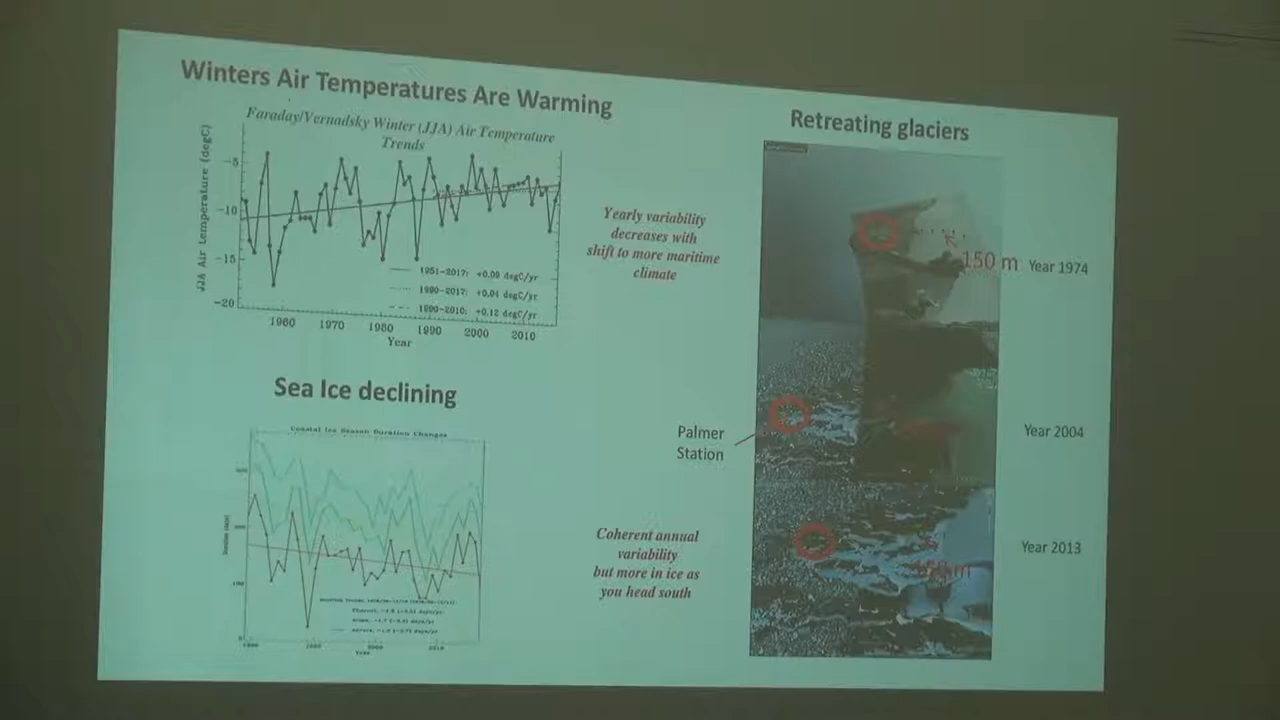 Winters Air Temperatures Are Warming
Faraday/Vernadsky Winter (JJA) Air Temperature
Trends
JJA Air temperature (degC)
-5
-10
-15
-20
1951-2017: +0.09 degC/yr
1990-2017: +0.04 degC/yr
1990-2010: +0.12 degC/yr
1960 1970 1980 1990 2000 2010
Year
Yearly variability
decreases with
shift to more maritime
climate
Sea Ice declining
Coastal Ice Season Duration Changes
Year
Coherent annual
variability
but more in ice as
you head south
Retreating glaciers
150 m
Year 1974
Palmer
Station
Year 2004
Year 2013